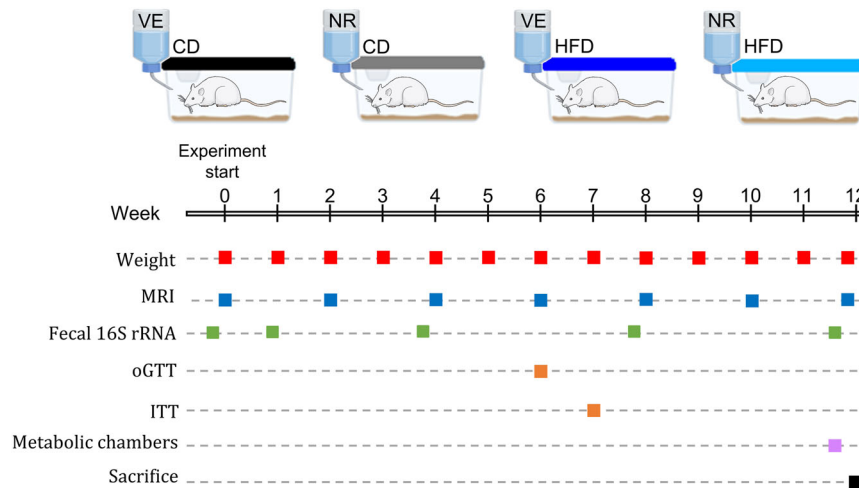 VE NR VE NR
CD CD HFD HFD
Experiment
start
0 1 2 3 4 5 6 7 8 9 10 11 12
Week
Weight
MRI
Fecal 16S rRNA
oGTT
ITT
Metabolic chambers
Sacrifice